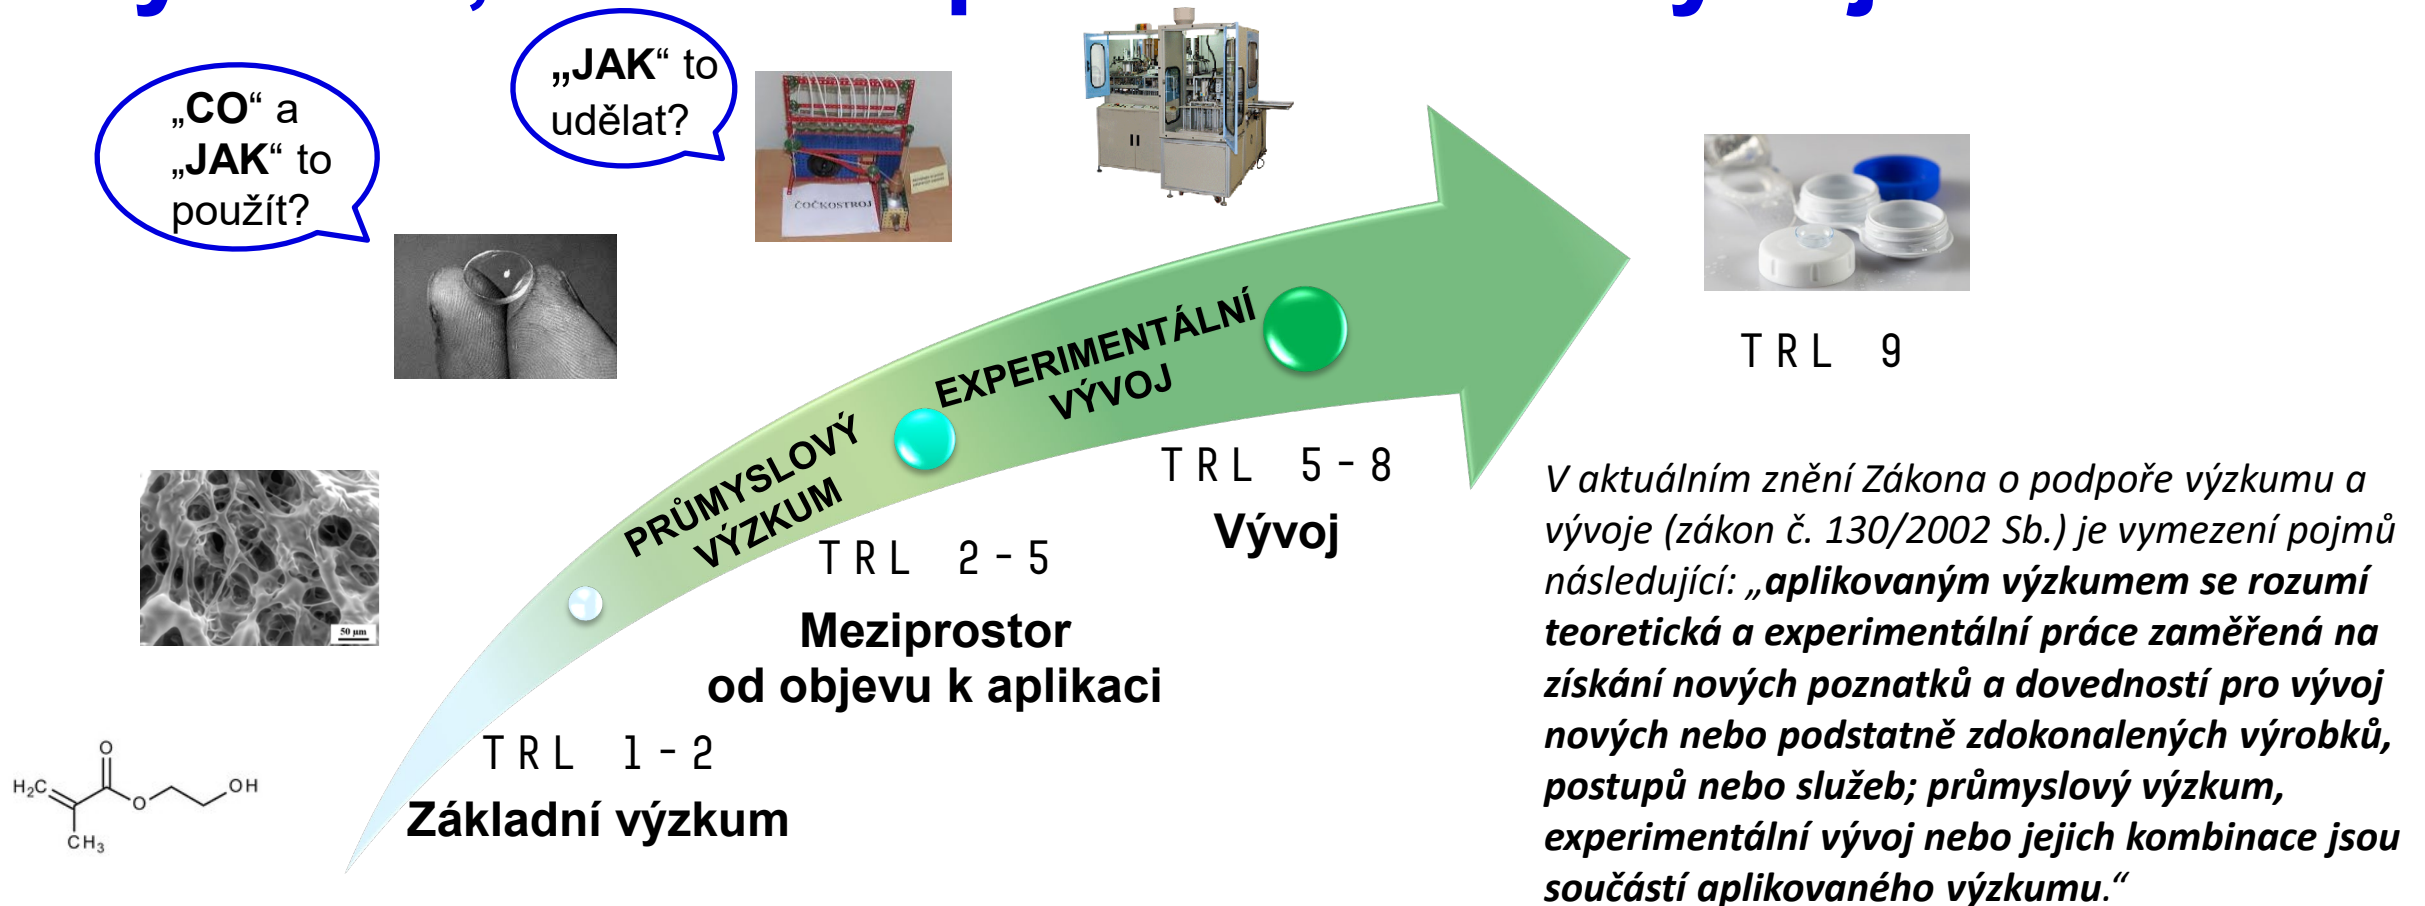 „CO“ a
„JAK“ to
použít?
„JAK“ to
udělat?
ČOČKOSTROJ
50 µm
H₂C
O
O
OH
CH₃
PRŮMYSLOVÝ
VÝZKUM
EXPERIMENTÁLNÍ
VÝVOJ
TRL 1-2
Základní výzkum
TRL 2-5
Meziprostor
od objevu k aplikaci
TRL 5-8
Vývoj
TRL 9
V aktuálním znění Zákona o podpoře výzkumu a
vývoje (zákon č. 130/2002 Sb.) je vymezení pojmů
následující: „aplikovaným výzkumem se rozumí
teoretická a experimentální práce zaměřená na
získání nových poznatků a dovedností pro vývoj
nových nebo podstatně zdokonalených výrobků,
postupů nebo služeb; průmyslový výzkum,
experimentální vývoj nebo jejich kombinace jsou
součástí aplikovaného výzkumu.“